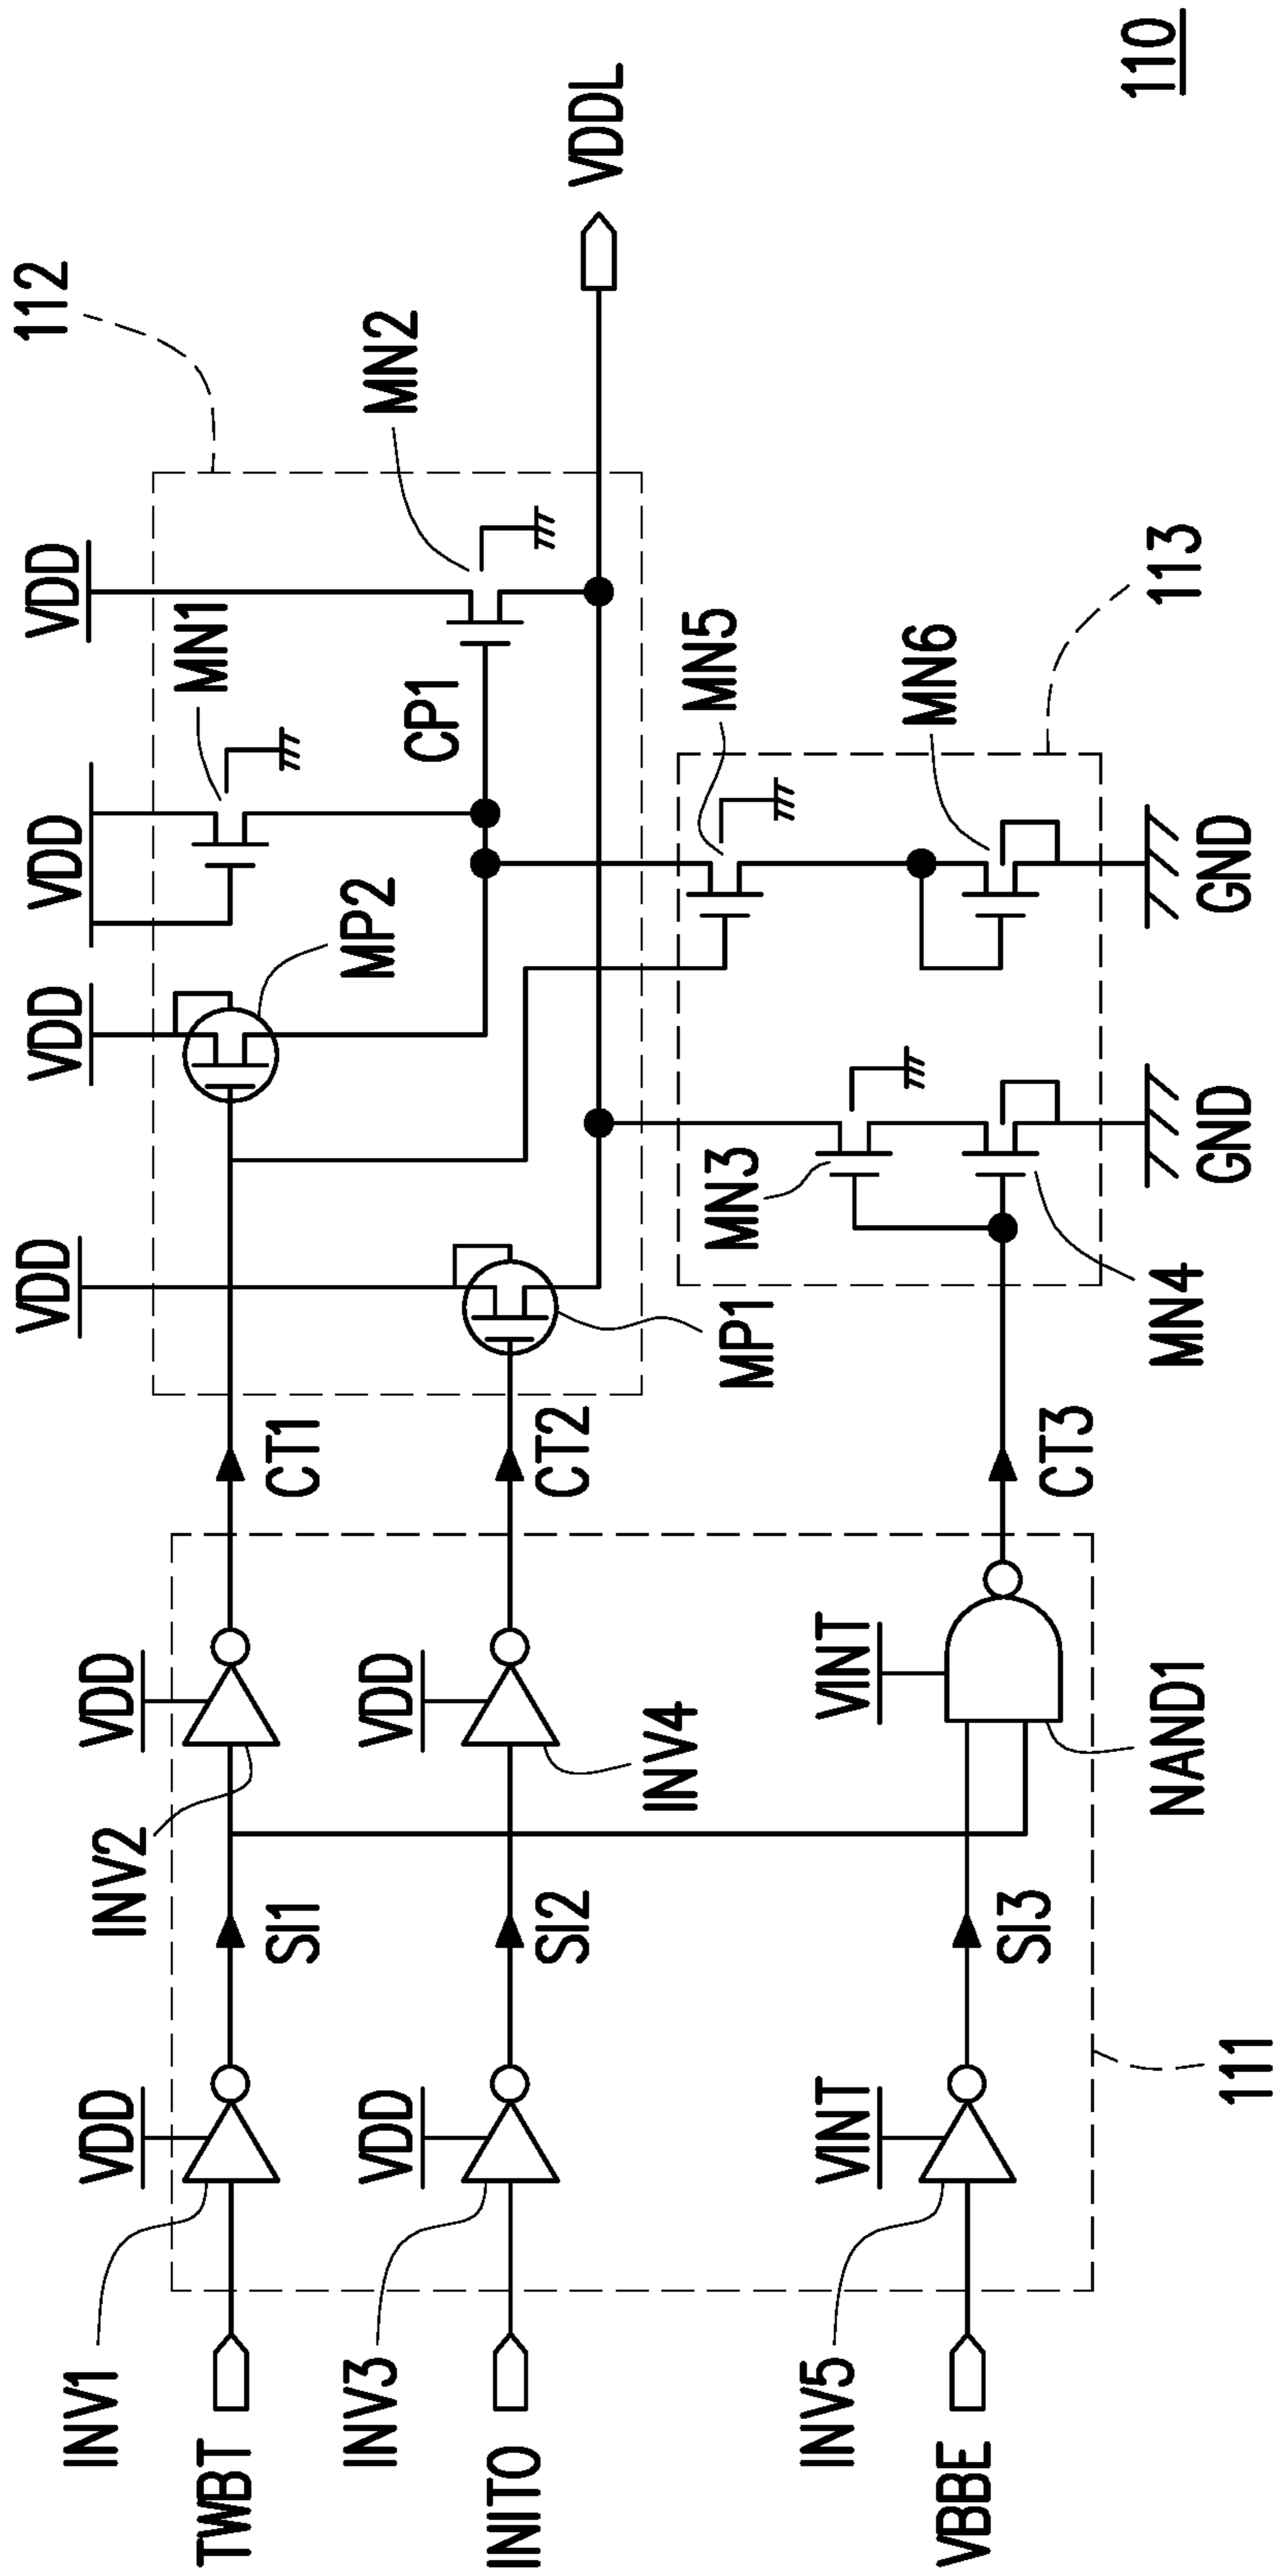 110
112
VDD
VDD
VDD
VDD
MN1
MN2
MP2
CP1
VDDL
MP1
MN5
MN3
MN6
MN4
113
GND
GND
CT1
CT2
CT3
VDD
VDD
VINT
INV2
INV4
NAND1
SI1
SI2
SI3
VDD
VDD
VINT
111
INV1
INV3
INV5
TWBT
INITO
VBBE